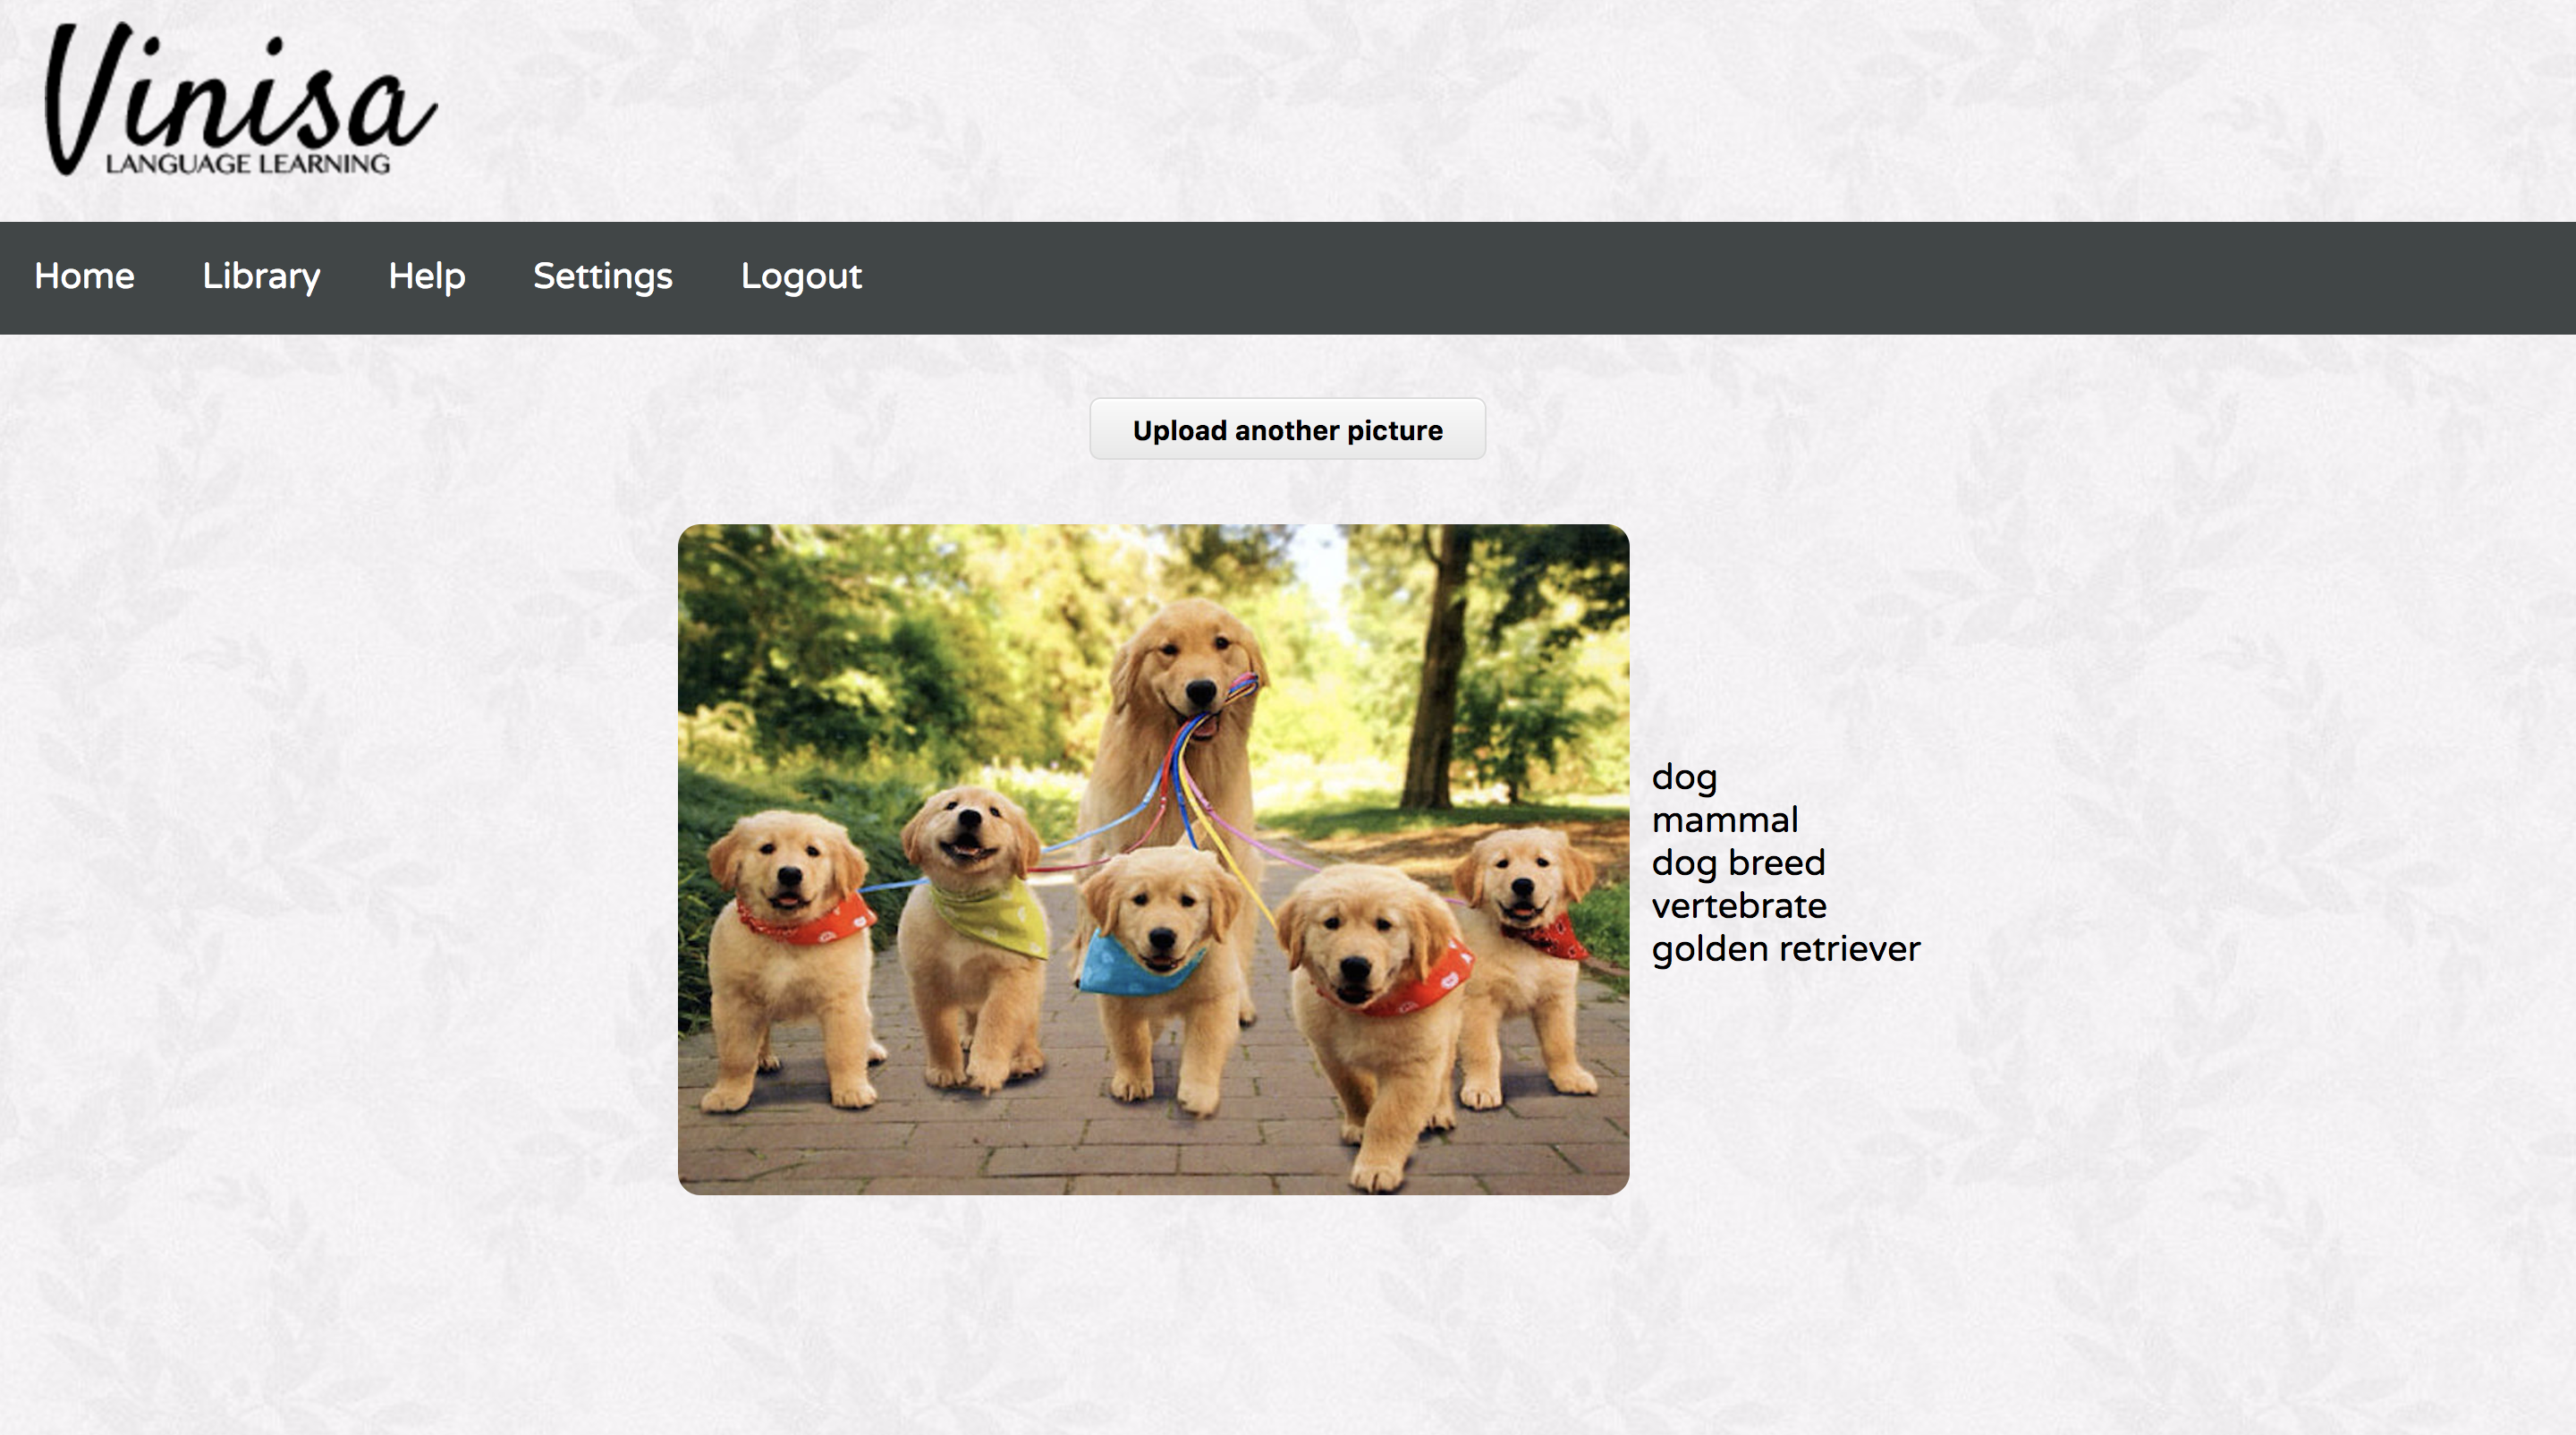 Vinisa
LANGUAGE LEARNING
Home Library Help Settings Logout
Upload another picture
dog
mammal
dog breed
vertebrate
golden retriever